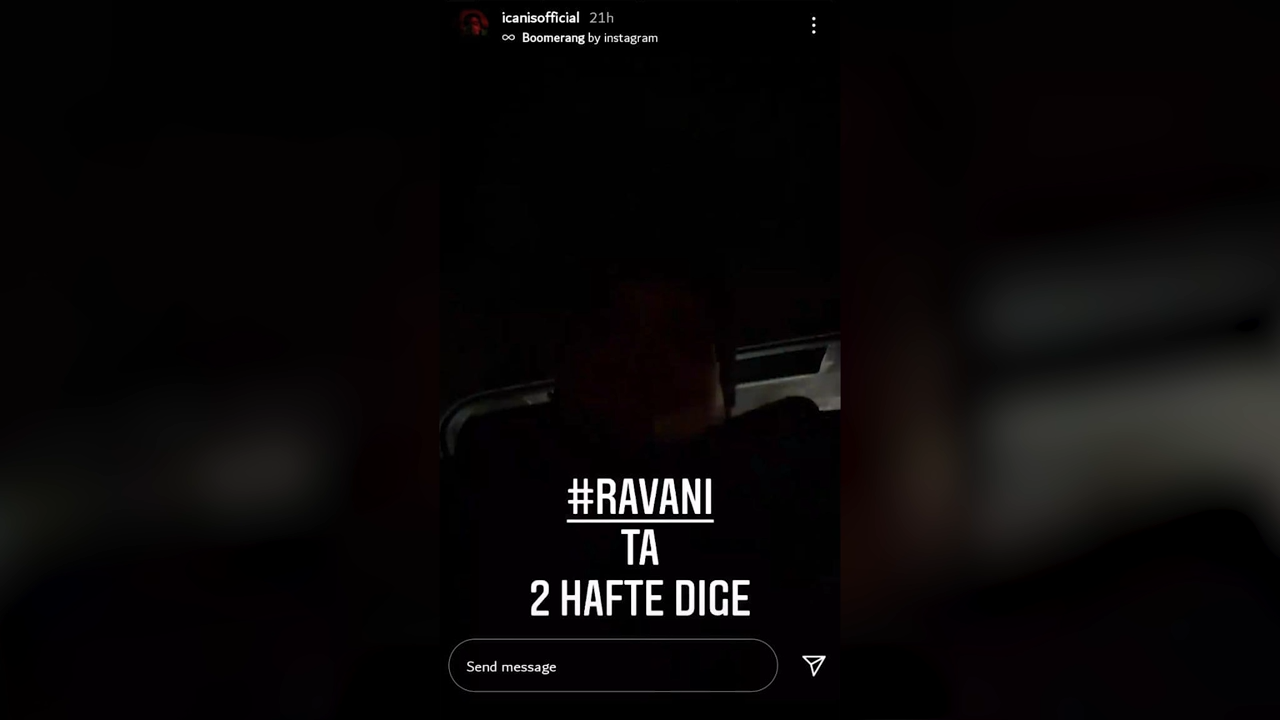 icanisofficial 21h
∞ Boomerang by instagram
#RAVANI
TA
2 HAFTE DIGE
Send message